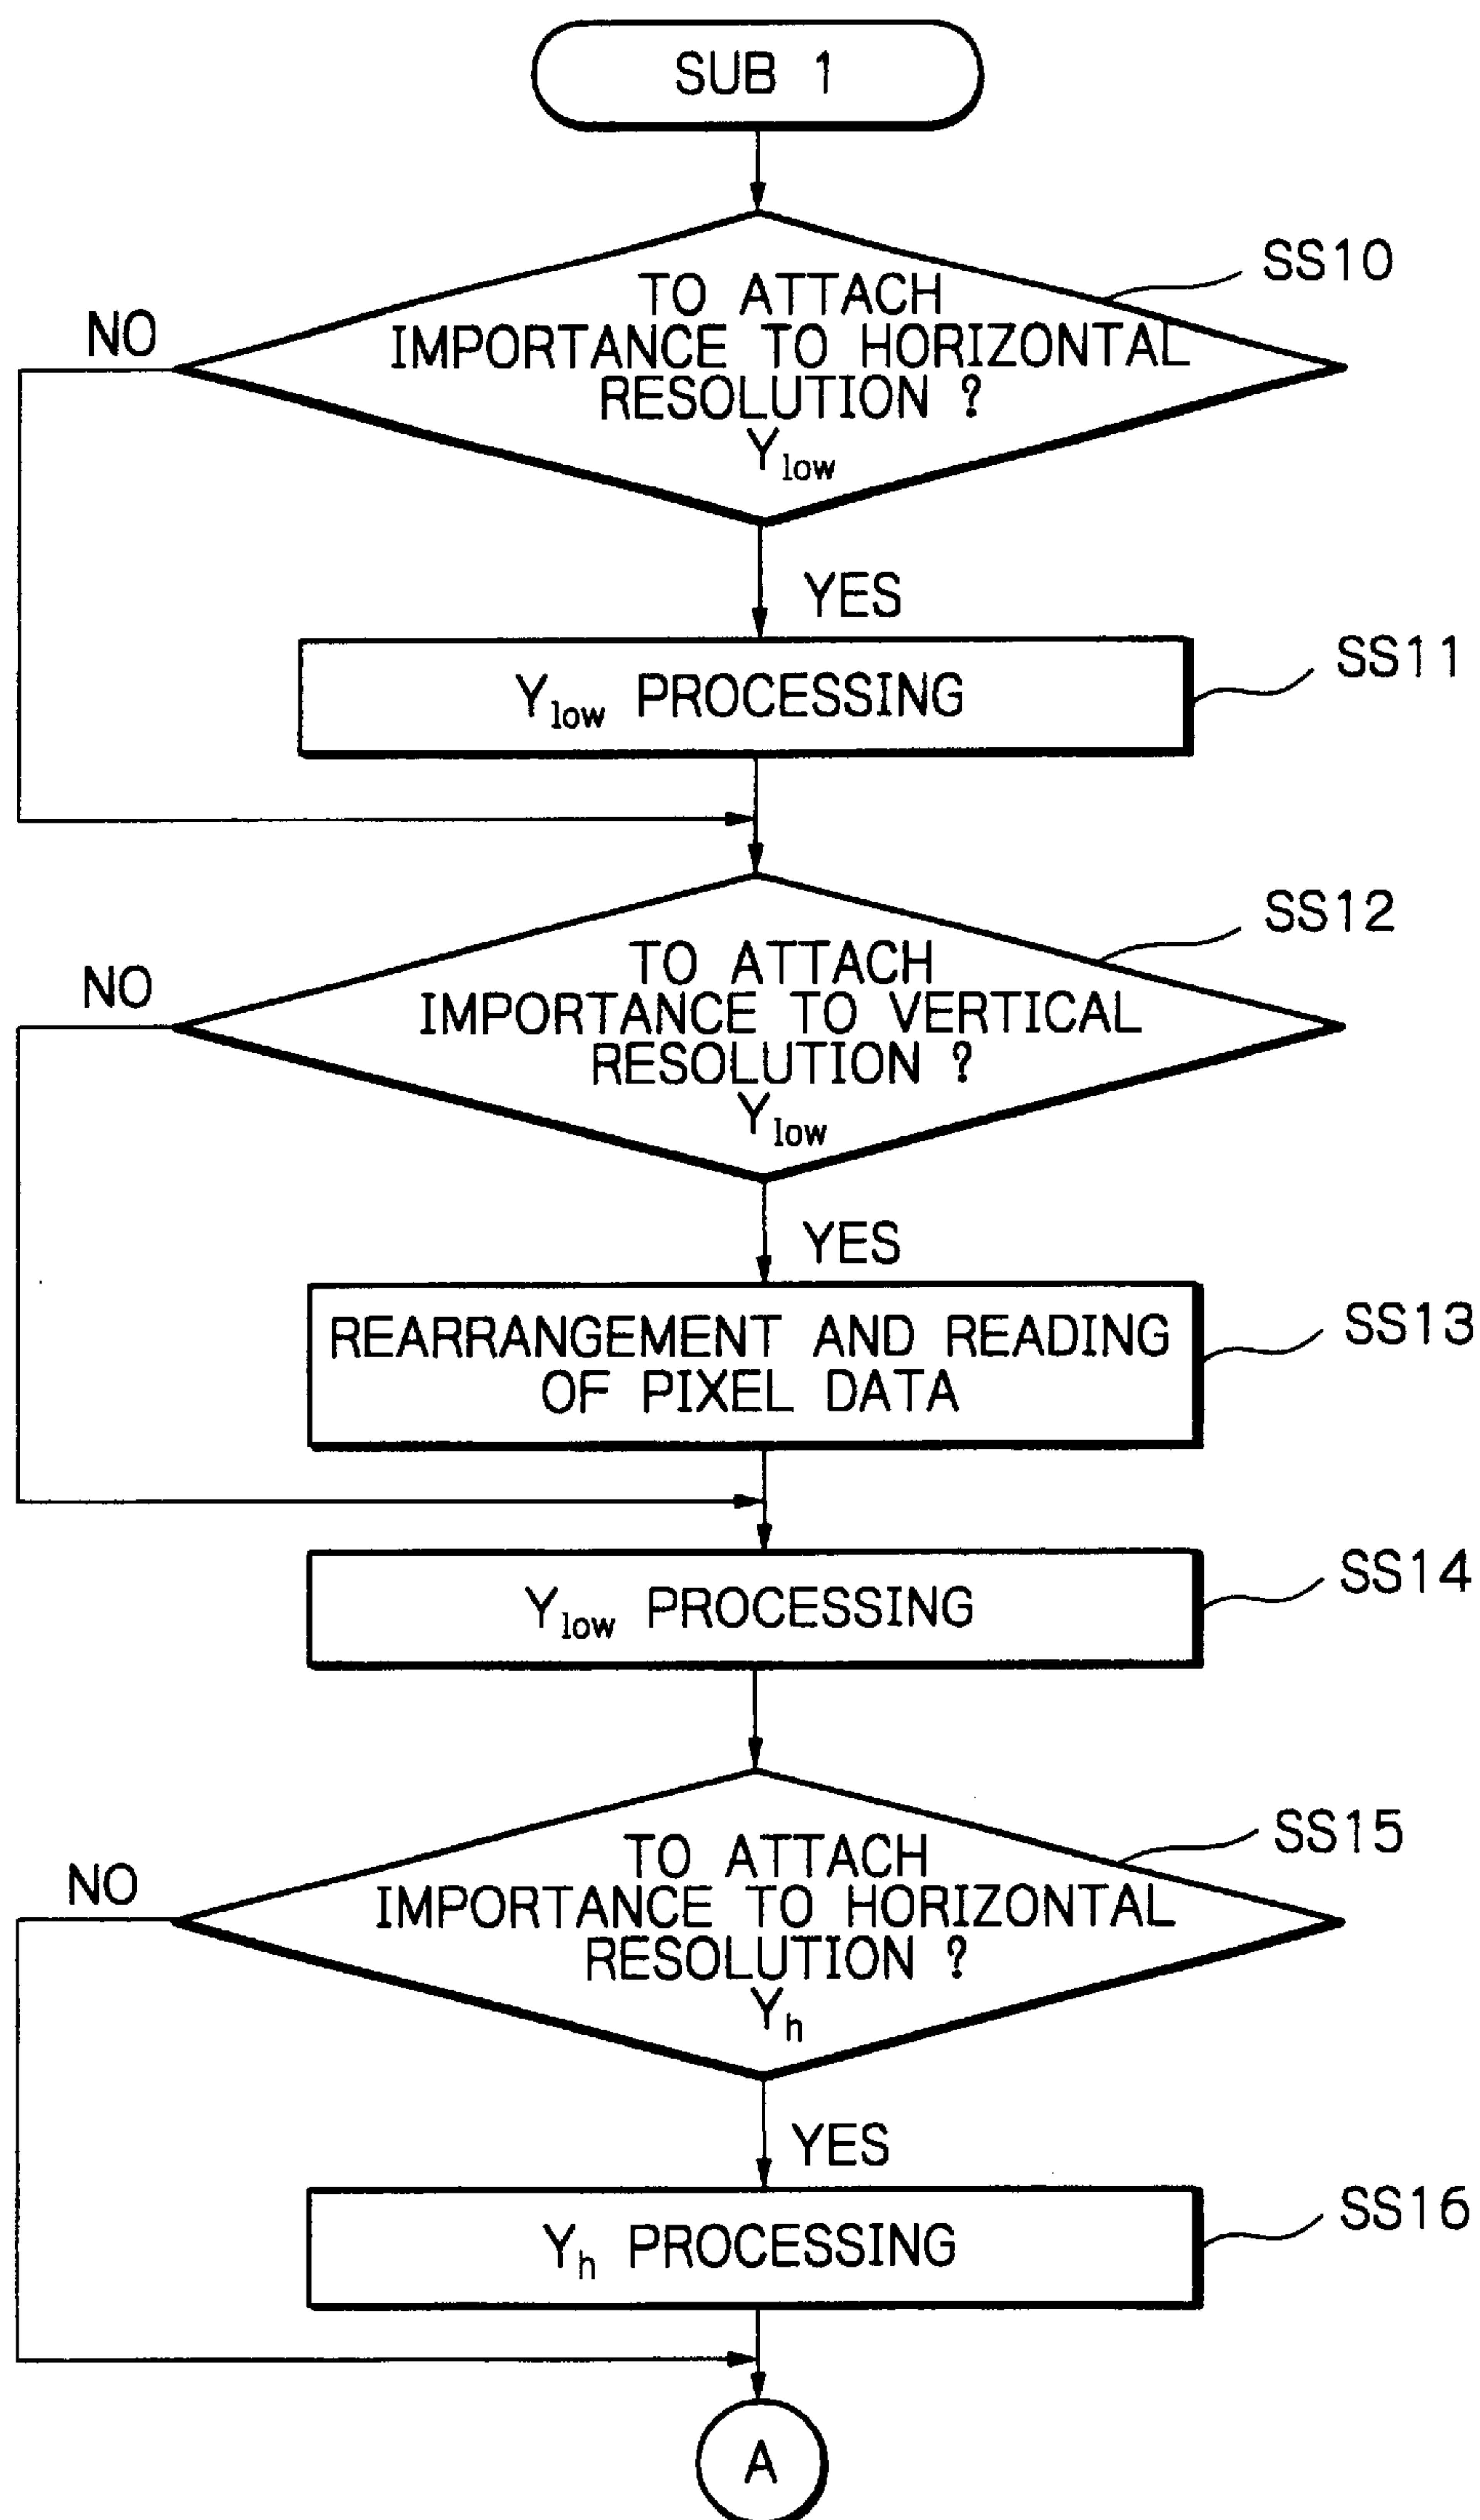 SUB 1
SS10
NO
TO ATTACH
IMPORTANCE TO HORIZONTAL
RESOLUTION ?
Ylow
YES
SS11
Ylow PROCESSING
SS12
NO
TO ATTACH
IMPORTANCE TO VERTICAL
RESOLUTION ?
Ylow
YES
SS13
REARRANGEMENT AND READING
OF PIXEL DATA
SS14
Ylow PROCESSING
SS15
NO
TO ATTACH
IMPORTANCE TO HORIZONTAL
RESOLUTION ?
Yh
YES
SS16
Yh PROCESSING
A